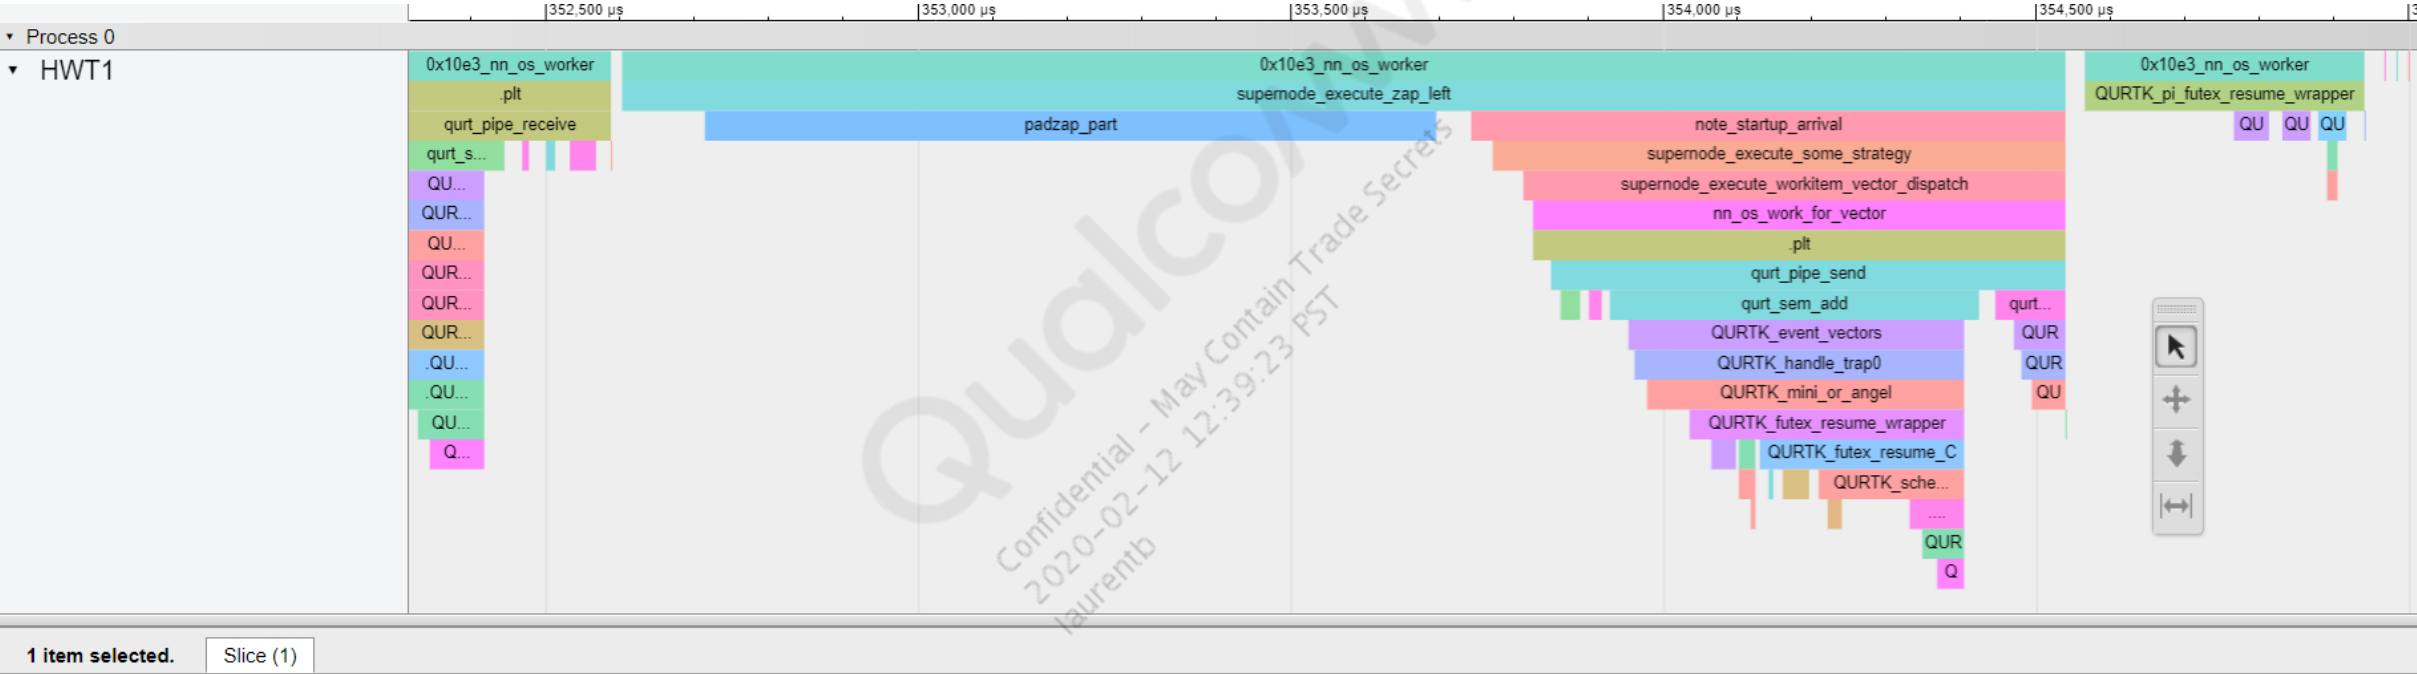 352,500 µs 353,000 µs 353,500 µs 354,000 µs 354,500 µs
Process 0
HWT1
0x10e3_nn_os_worker 0x10e3_nn_os_worker 0x10e3_nn_os_worker
.plt supernode_execute_zap_left QURTK_pi_futex_resume_wrapper
qurt_pipe_receive padzap_part note_startup_arrival QU QU QU
qurt_s... supernode_execute_some_strategy
QU... supernode_execute_workitem_vector_dispatch
QUR... nn_os_work_for_vector
QU... .plt
QUR... qurt_pipe_send
QUR... qurt_sem_add qurt...
QUR... QURTK_event_vectors QUR
.QU... QURTK_handle_trap0 QUR
.QU... QURTK_mini_or_angel QU
QU... QURTK_futex_resume_wrapper
Q... QURTK_futex_resume_C
QURTK_sche...
....
QUR
Q
Qualcomm
Confidential - May Contain Trade Secrets
2020-02-12 12:39:23 PST
laurentb
1 item selected. Slice (1)